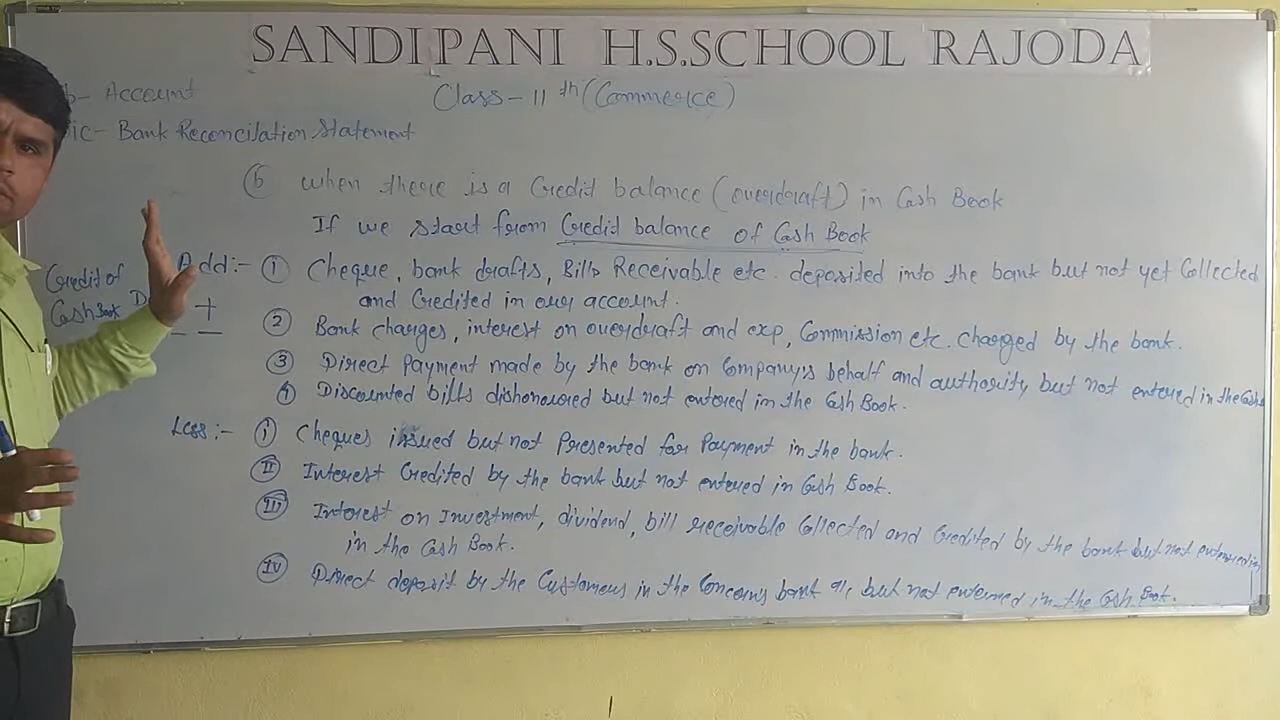 SANDIPANI H.S.SCHOOL RAJODA
b- Account
Class - 11th (Commerce)
ic- Bank Reconcilation Statement
(b) When there is a Credit balance (overdraft) in Cash Book
If we start from Credit balance of Cash Book
Credit of
Cash Book
Add:- (1) Cheque, bank drafts, Bills Receivable etc. deposited into the bank but not yet Collected
+ and Credited in our account.
(2) Bank charges, interest on overdraft and exp, Commission etc. charged by the bank.
(3) Direct Payment made by the bank on Company's behalf and authority but not entered in the Cash
(4) Discounted bills dishonoured but not entered in the Cash Book.
Less:- (I) Cheques issued but not Presented for Payment in the bank.
(II) Interest Credited by the bank but not entered in Cash Book.
(III) Interest on Investment, dividend, bill receivable Collected and Credited by the bank but not entered in
in the Cash Book.
(IV) Direct deposit by the Customers in the Concern's bank a/c but not entered in the Cash Book.